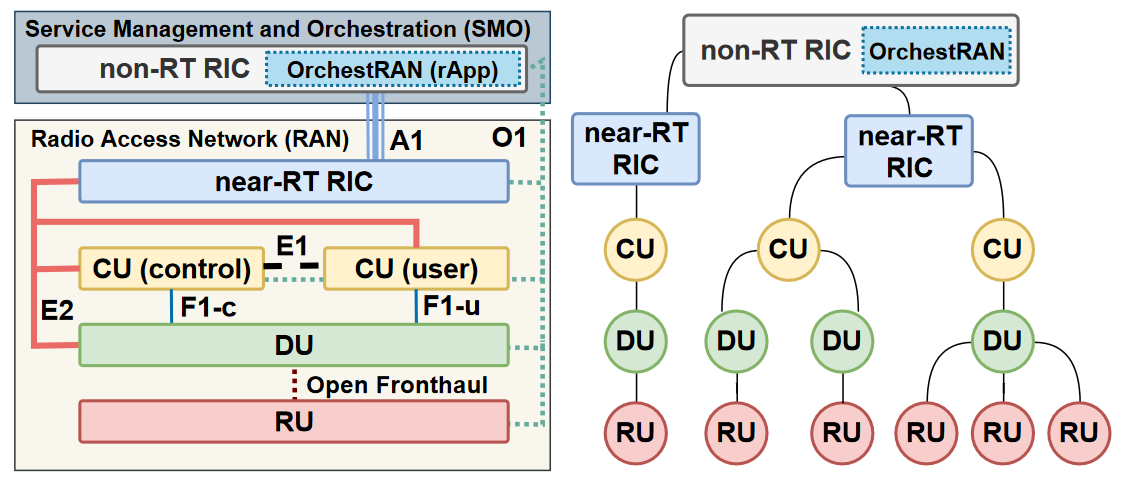 Service Management and Orchestration (SMO)
non-RT RIC
OrchestRAN (rApp)
Radio Access Network (RAN)
A1
O1
near-RT RIC
E1
CU (control)
CU (user)
E2
F1-c
F1-u
DU
Open Fronthaul
RU
non-RT RIC
OrchestRAN
near-RT
RIC
near-RT
RIC
CU
CU
CU
DU
DU
DU
DU
RU
RU
RU
RU
RU
RU